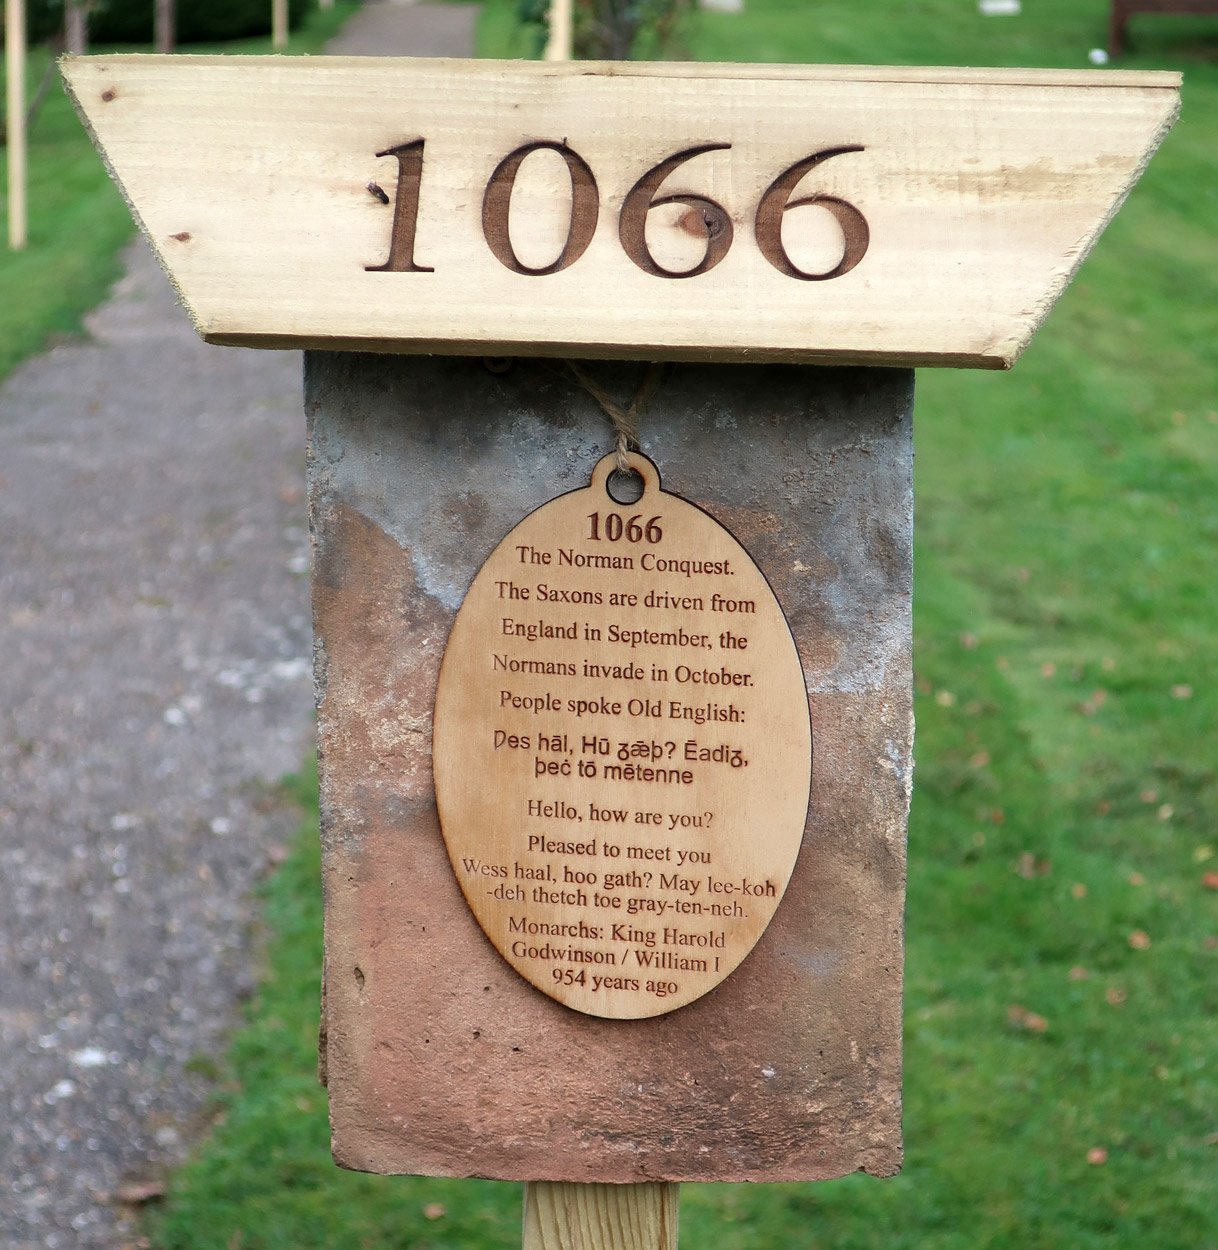 1066
1066
The Norman Conquest.
The Saxons are driven from
England in September, the
Normans invade in October.
People spoke Old English:
Ƿes hāl, Hū ᵹǣþ? Ēadiᵹ,
þeċ tō mētenne
Hello, how are you?
Pleased to meet you
Wess haal, hoo gath? May lee-koh
-deh thetch toe gray-ten-neh.
Monarchs: King Harold
Godwinson / William I
954 years ago